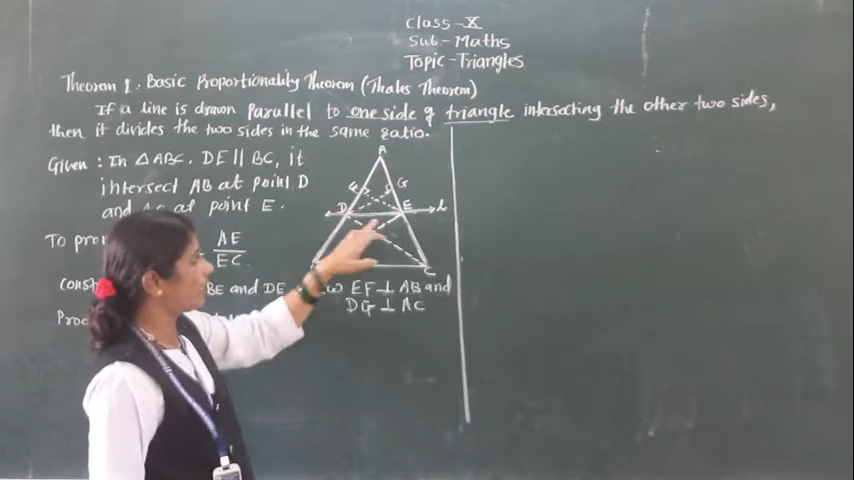 Class-X
Sub-Maths
Topic-Triangles
Theorem 1. Basic Proportionality Theorem (Thales Theorem)
If a line is drawn Parallel to one side of triangle intersecting the other two sides,
then it divides the two sides in the same ratio.
Given : In △ABC, DE || BC, it
intersect AB at point D
and AC at point E.
To pro
AE
EC.
Const BE and DE EF ⊥ AB and
DG ⊥ AC
Proo
A
F G
D E l
C